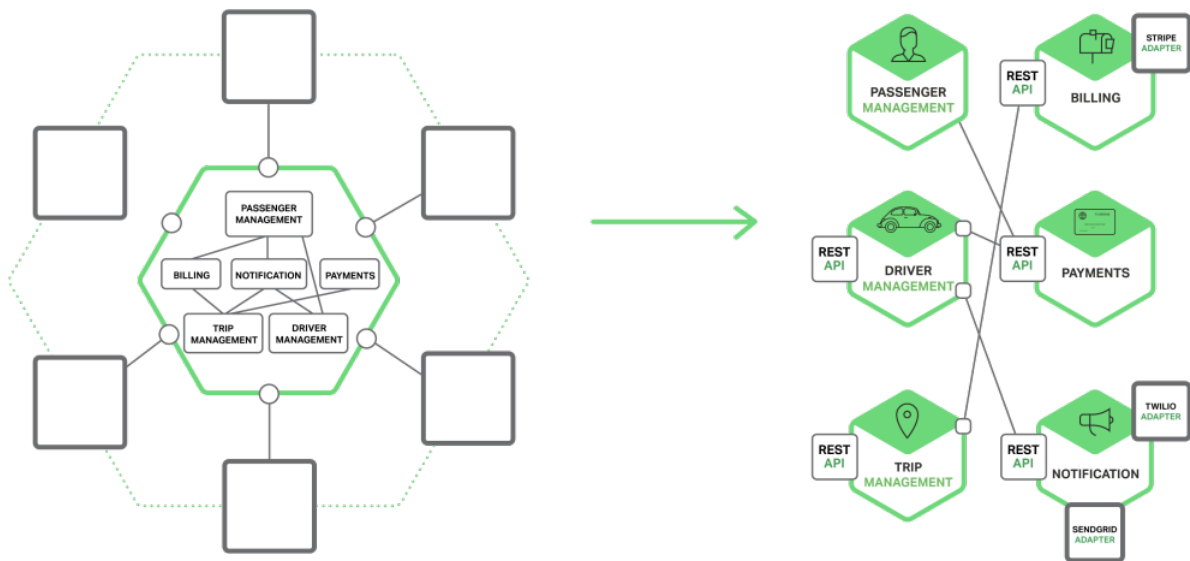 PASSENGER
MANAGEMENT
BILLING
NOTIFICATION
PAYMENTS
TRIP
MANAGEMENT
DRIVER
MANAGEMENT
PASSENGER
MANAGEMENT
REST
API
BILLING
STRIPE
ADAPTER
REST
API
DRIVER
MANAGEMENT
REST
API
PAYMENTS
REST
API
TRIP
MANAGEMENT
REST
API
NOTIFICATION
TWILIO
ADAPTER
SENDGRID
ADAPTER